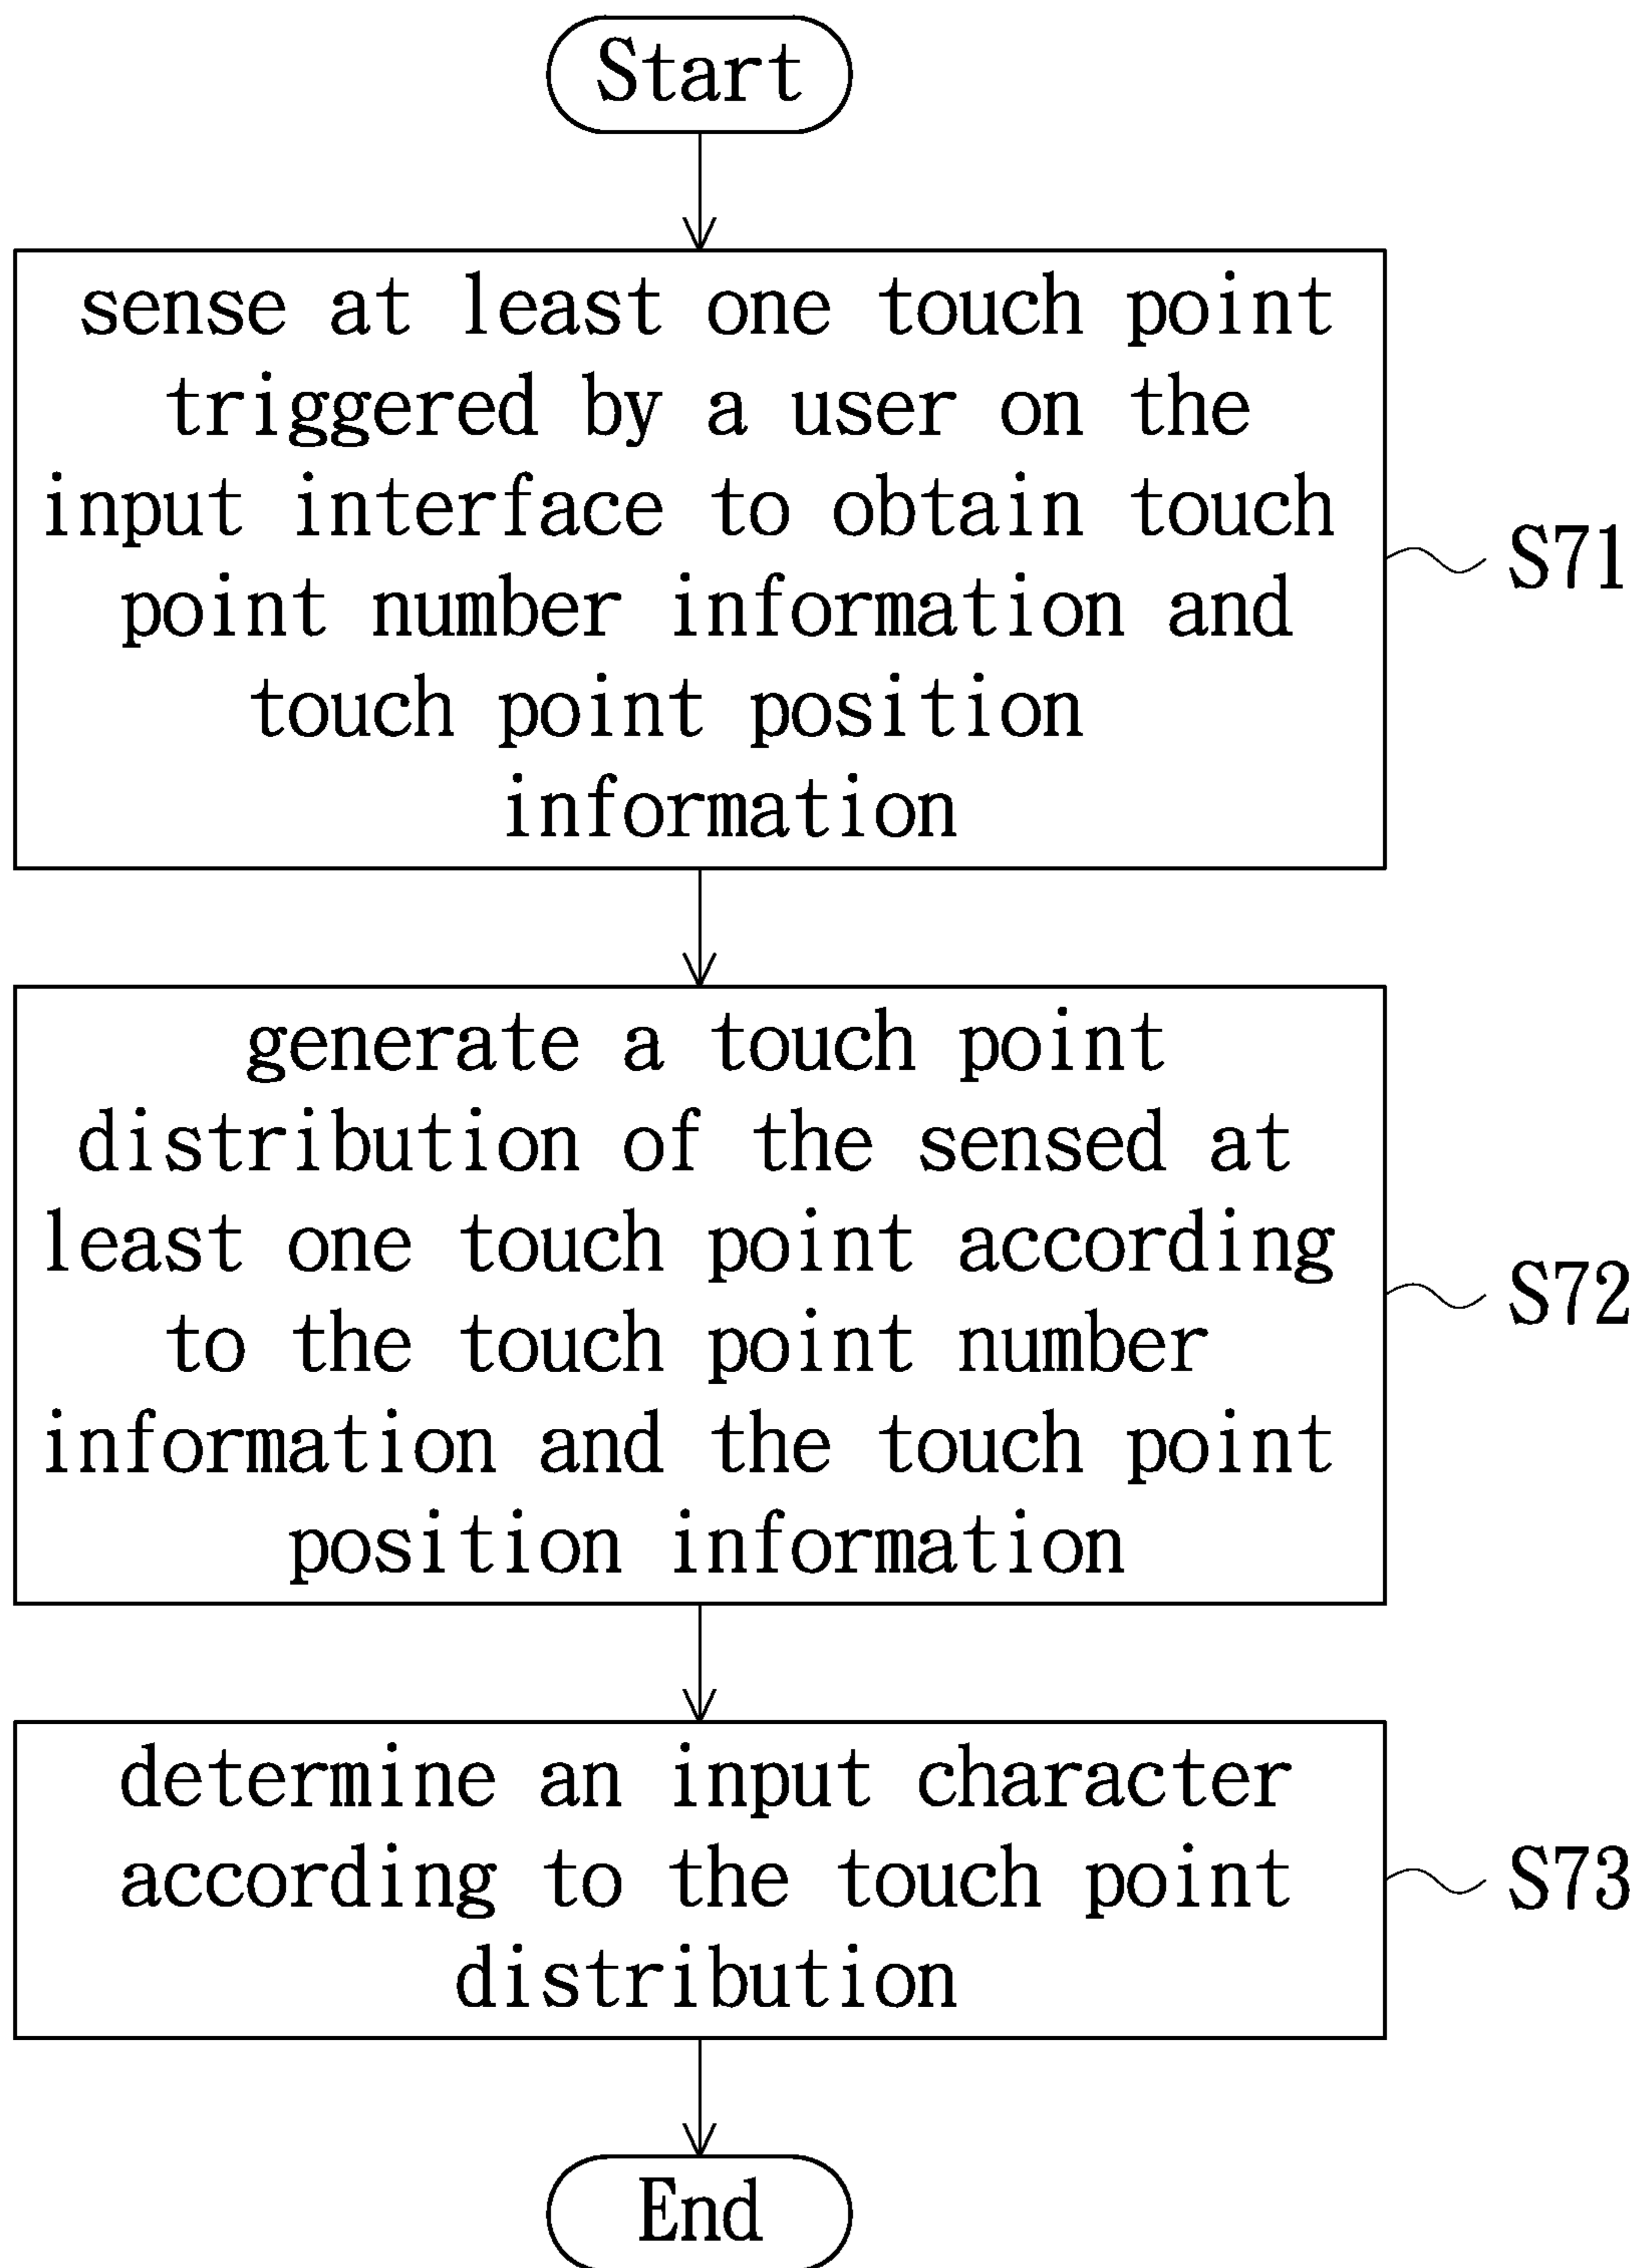 Start
sense at least one touch point
triggered by a user on the
input interface to obtain touch
point number information and
touch point position
information
S71
generate a touch point
distribution of the sensed at
least one touch point according
to the touch point number
information and the touch point
position information
S72
determine an input character
according to the touch point
distribution
S73
End